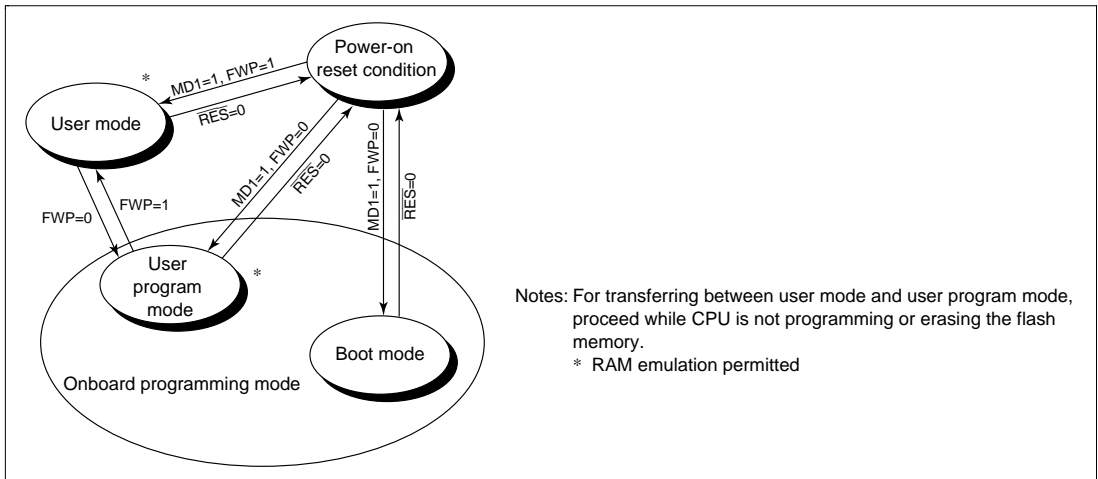 Power-on
reset condition
MD1=1, FWP=1
RES=0
*
User mode
MD1=1, FWP=0
RES=0
MD1=1, FWP=0
RES=0
FWP=0
FWP=1
User
program
mode
*
Boot mode
Onboard programming mode
Notes: For transferring between user mode and user program mode,
proceed while CPU is not programming or erasing the flash
memory.
* RAM emulation permitted